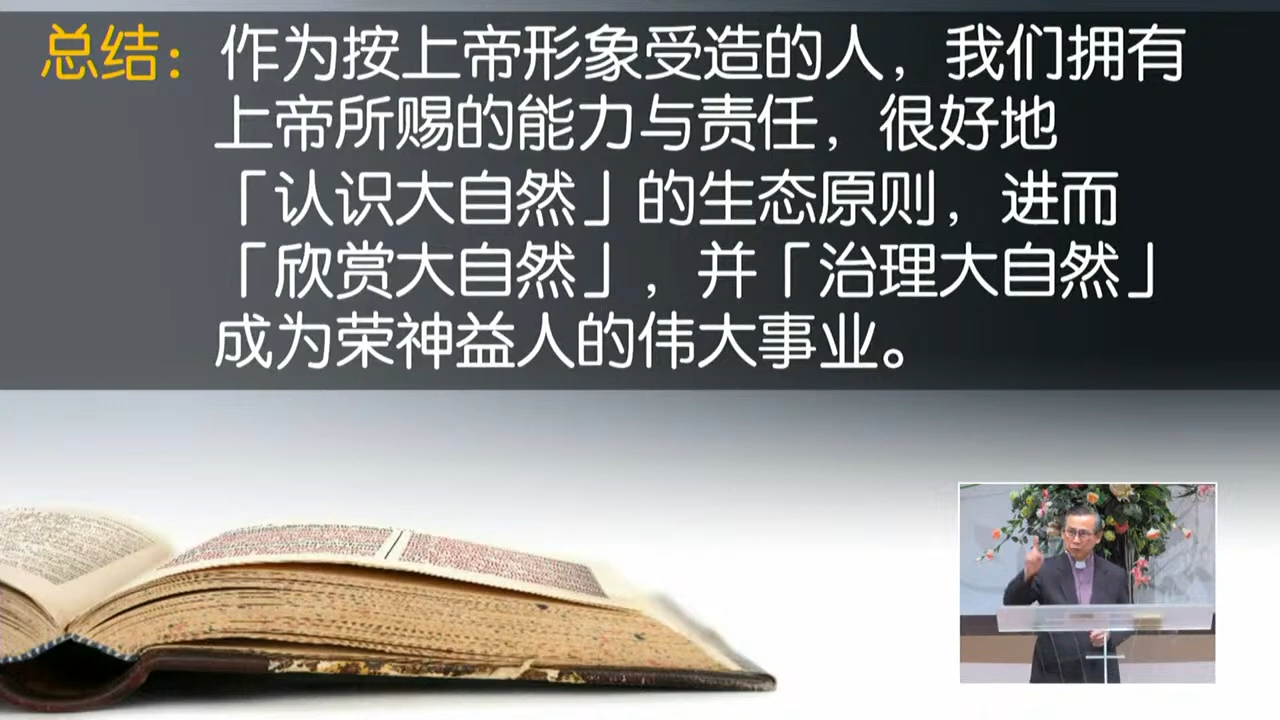 总结：作为按上帝形象受造的人，我们拥有
上帝所赐的能力与责任，很好地
「认识大自然」的生态原则，进而
「欣赏大自然」，并「治理大自然」
成为荣神益人的伟大事业。